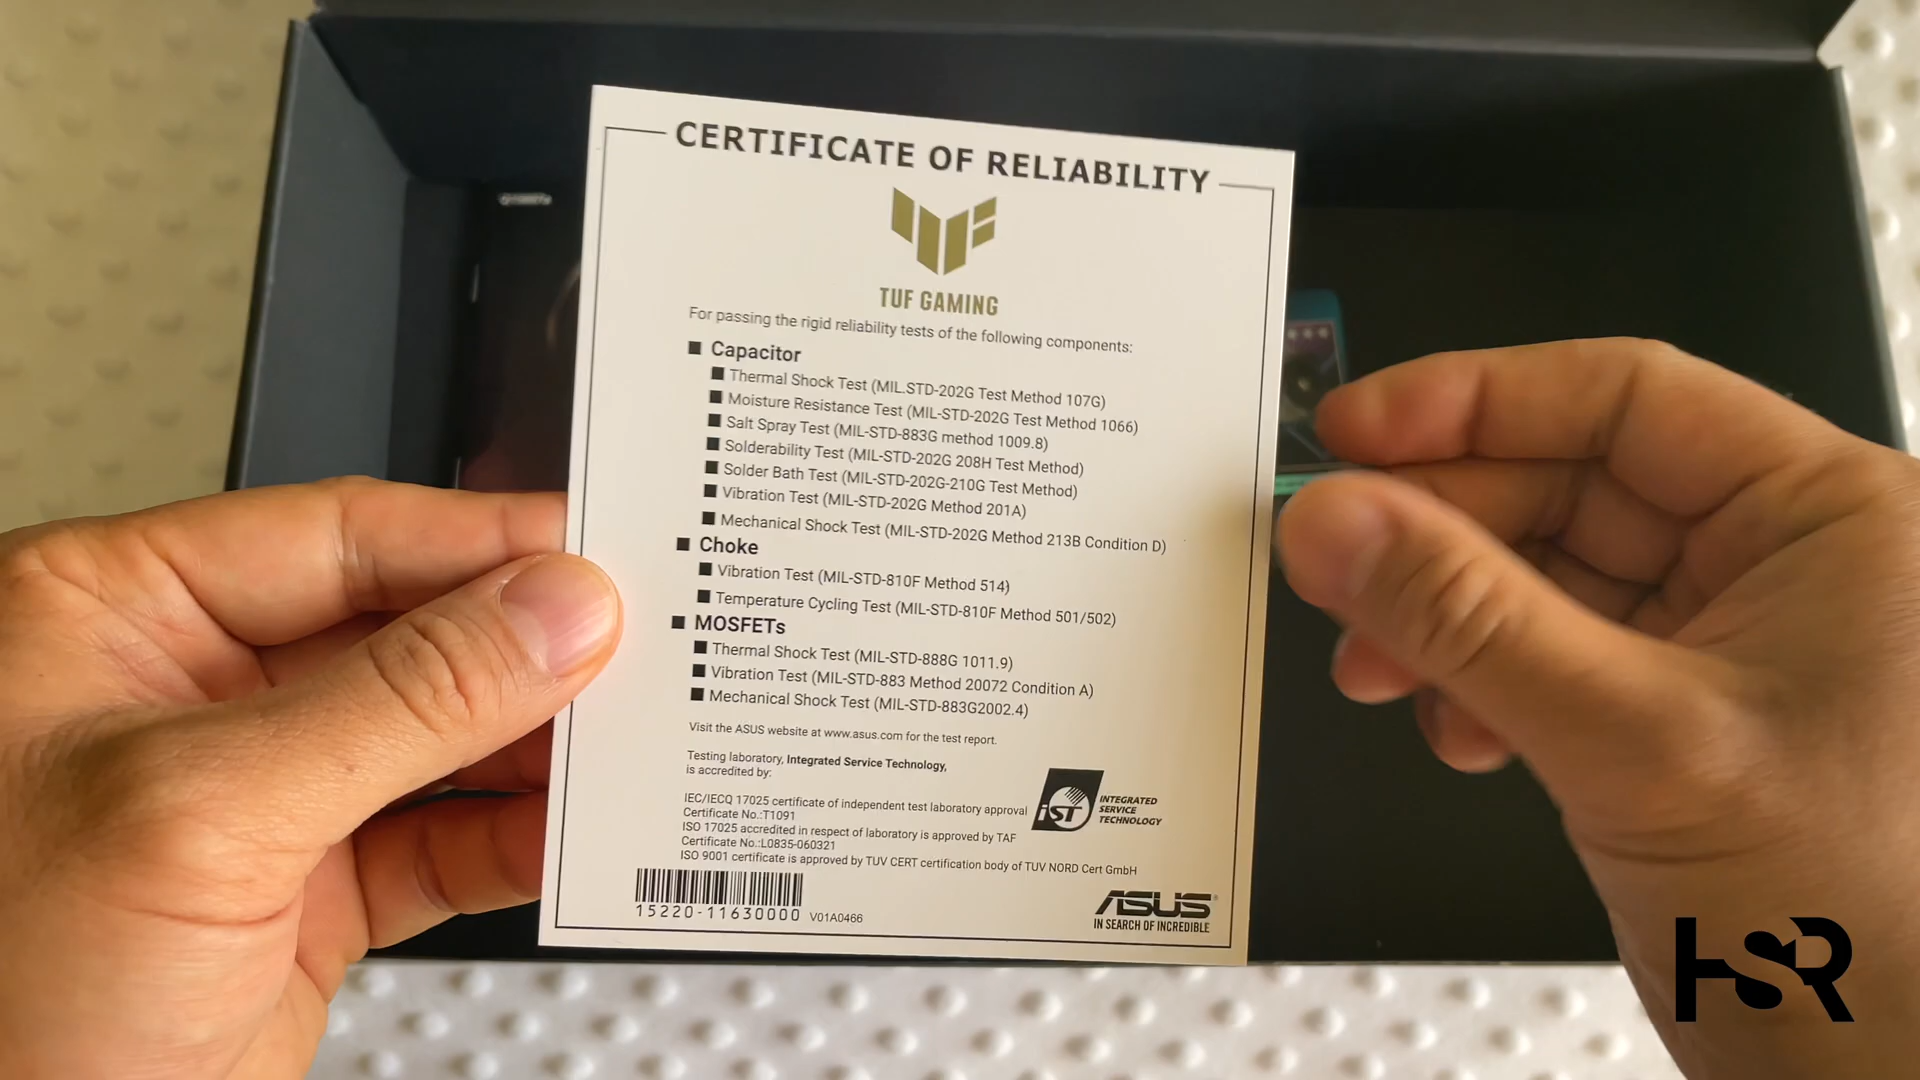 CERTIFICATE OF RELIABILITY
TUF GAMING
For passing the rigid reliability tests of the following components:
Capacitor
Thermal Shock Test (MIL.STD-202G Test Method 107G)
Moisture Resistance Test (MIL-STD-202G Test Method 1066)
Salt Spray Test (MIL-STD-883G method 1009.8)
Solderability Test (MIL-STD-202G 208H Test Method)
Solder Bath Test (MIL-STD-202G-210G Test Method)
Vibration Test (MIL-STD-202G Method 201A)
Mechanical Shock Test (MIL-STD-202G Method 213B Condition D)
Choke
Vibration Test (MIL-STD-810F Method 514)
Temperature Cycling Test (MIL-STD-810F Method 501/502)
MOSFETs
Thermal Shock Test (MIL-STD-888G 1011.9)
Vibration Test (MIL-STD-883 Method 20072 Condition A)
Mechanical Shock Test (MIL-STD-883G2002.4)
Visit the ASUS website at www.asus.com for the test report.
Testing laboratory, Integrated Service Technology,
is accredited by:
IEC/IECQ 17025 certificate of independent test laboratory approval
Certificate No.:T1091
ISO 17025 accredited in respect of laboratory is approved by TAF
Certificate No.:L0835-060321
ISO 9001 certificate is approved by TUV CERT certification body of TUV NORD Cert GmbH
iST
INTEGRATED
SERVICE
TECHNOLOGY
15220-11630000 V01A0466
ASUS
IN SEARCH OF INCREDIBLE
HSR